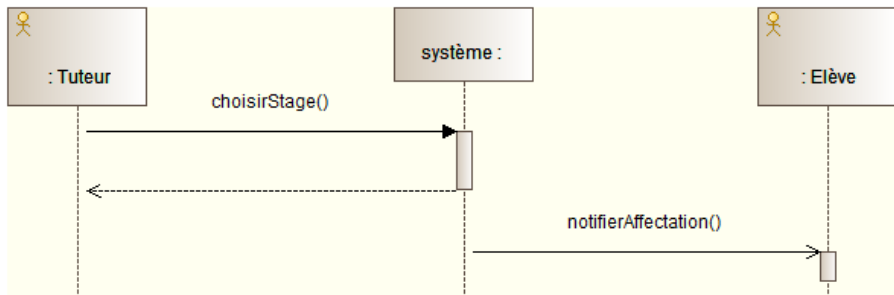 : Tuteur
système :
: Elève
choisirStage()
notifierAffectation()